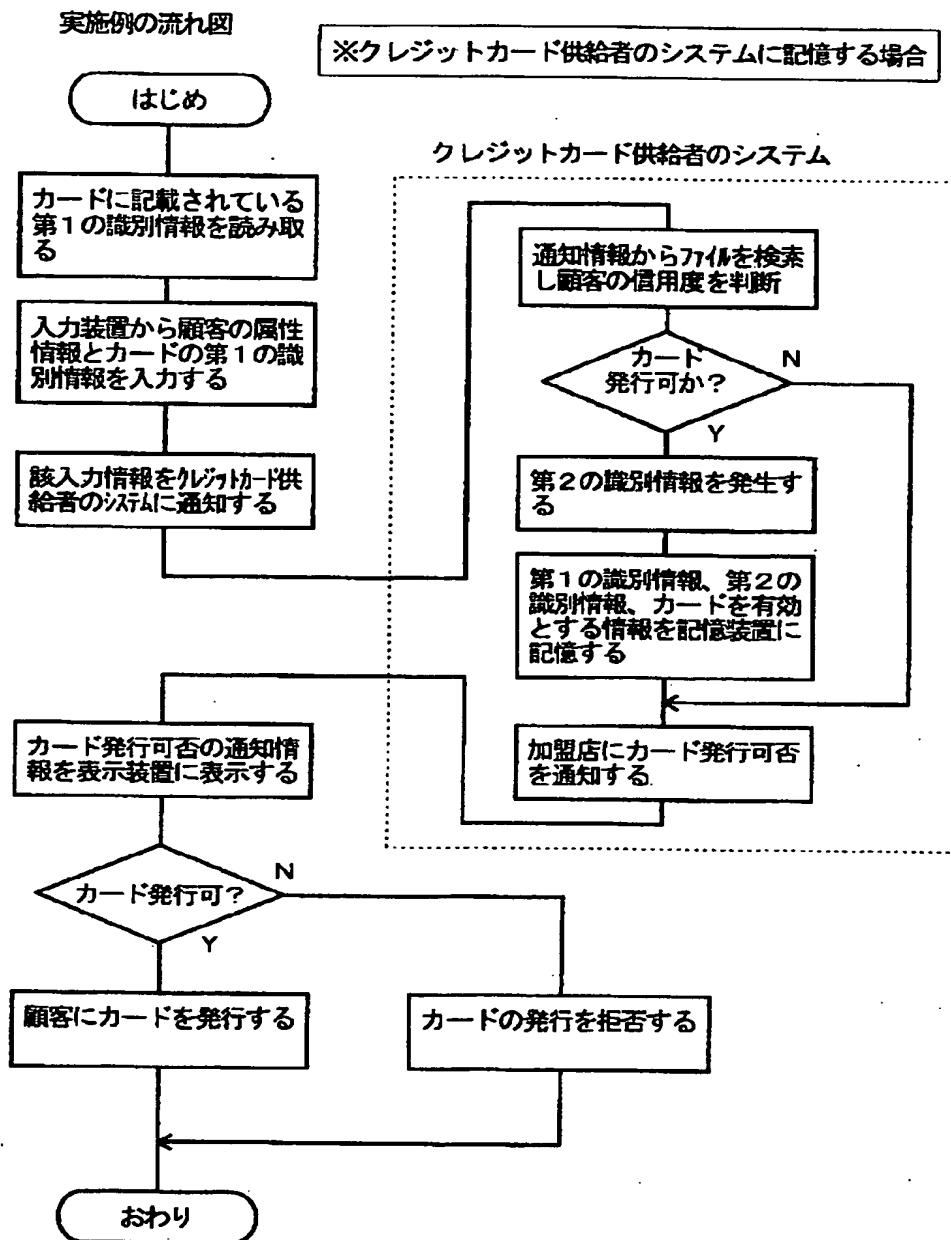 実施例の流れ図
※クレジットカード供給者のシステムに記憶する場合
はじめ
カードに記載されている
第1の識別情報を読み取
る
入力装置から顧客の属性
情報とカードの第1の識
別情報を入力する
該入力情報をｸﾚｼﾞｯﾄｶｰﾄﾞ供
給者のｼｽﾃﾑに通知する
クレジットカード供給者のシステム
通知情報からﾌｧｲﾙを検索
し顧客の信用度を判断
カード
発行可か？
N
Y
第2の識別情報を発生す
る
第1の識別情報、第2の
識別情報、カードを有効
とする情報を記憶装置に
記憶する
加盟店にカード発行可否
を通知する
カード発行可否の通知情
報を表示装置に表示する
カード発行可？
N
Y
顧客にカードを発行する
カードの発行を拒否する
おわり